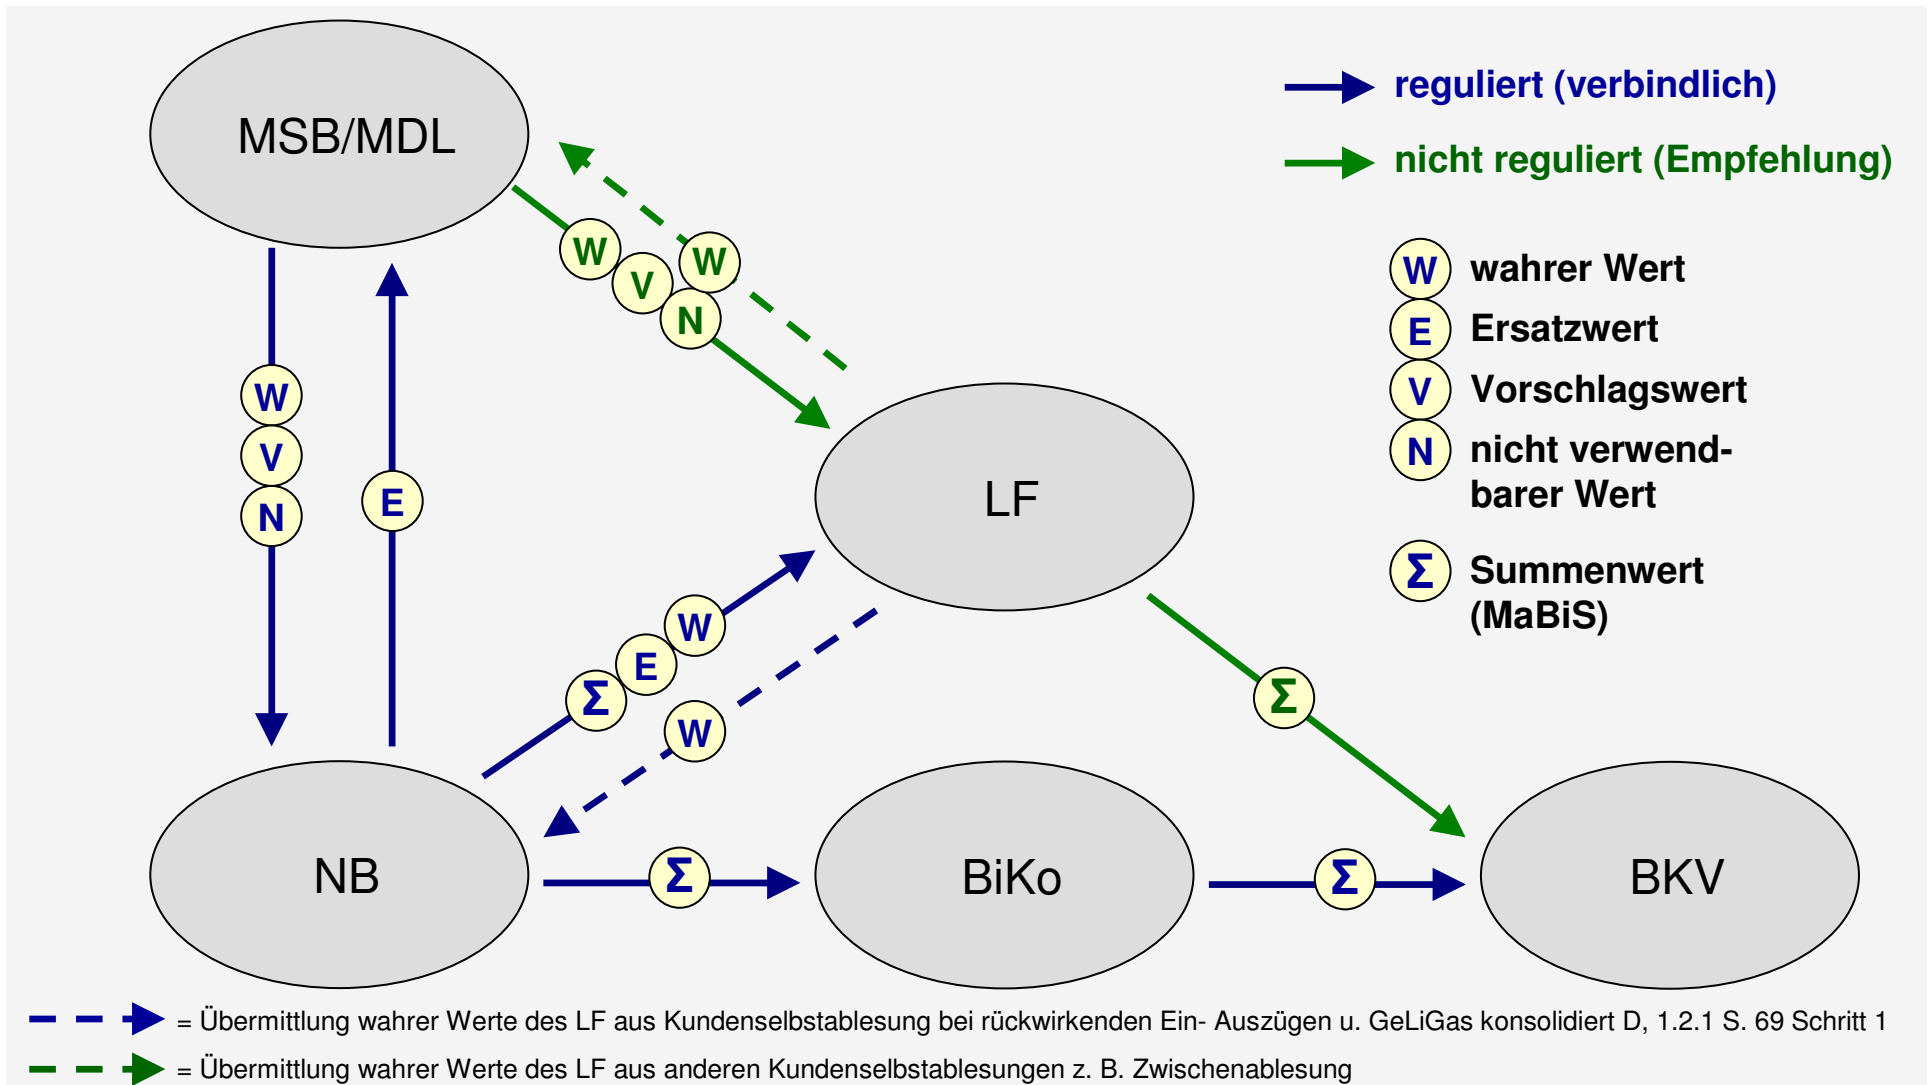 MSB/MDL
reguliert (verbindlich)
nicht reguliert (Empfehlung)
W
V
N
W
W
wahrer Wert
E
Ersatzwert
V
Vorschlagswert
N
nicht verwend-
barer Wert
Σ
Summenwert
(MaBiS)
W
V
N
E
LF
Σ
E
W
W
Σ
NB
Σ
BiKo
Σ
BKV
= Übermittlung wahrer Werte des LF aus Kundenselbstablesung bei rückwirkenden Ein- Auszügen u. GeLiGas konsolidiert D, 1.2.1 S. 69 Schritt 1
= Übermittlung wahrer Werte des LF aus anderen Kundenselbstablesungen z. B. Zwischenablesung